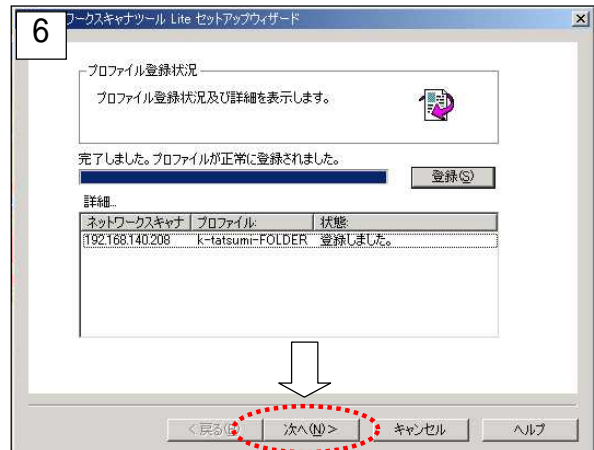 6
ークスキャナツール Lite セットアップウィザード
プロファイル登録状況
プロファイル登録状況及び詳細を表示します。
完了しました。プロファイルが正常に登録されました。
登録(S)
詳細...
ネットワークスキャナ プロファイル: 状態:
192.168.140.208 k-tatsumi-FOLDER 登録しました。
< 戻る(B) 次へ(N) > キャンセル ヘルプ